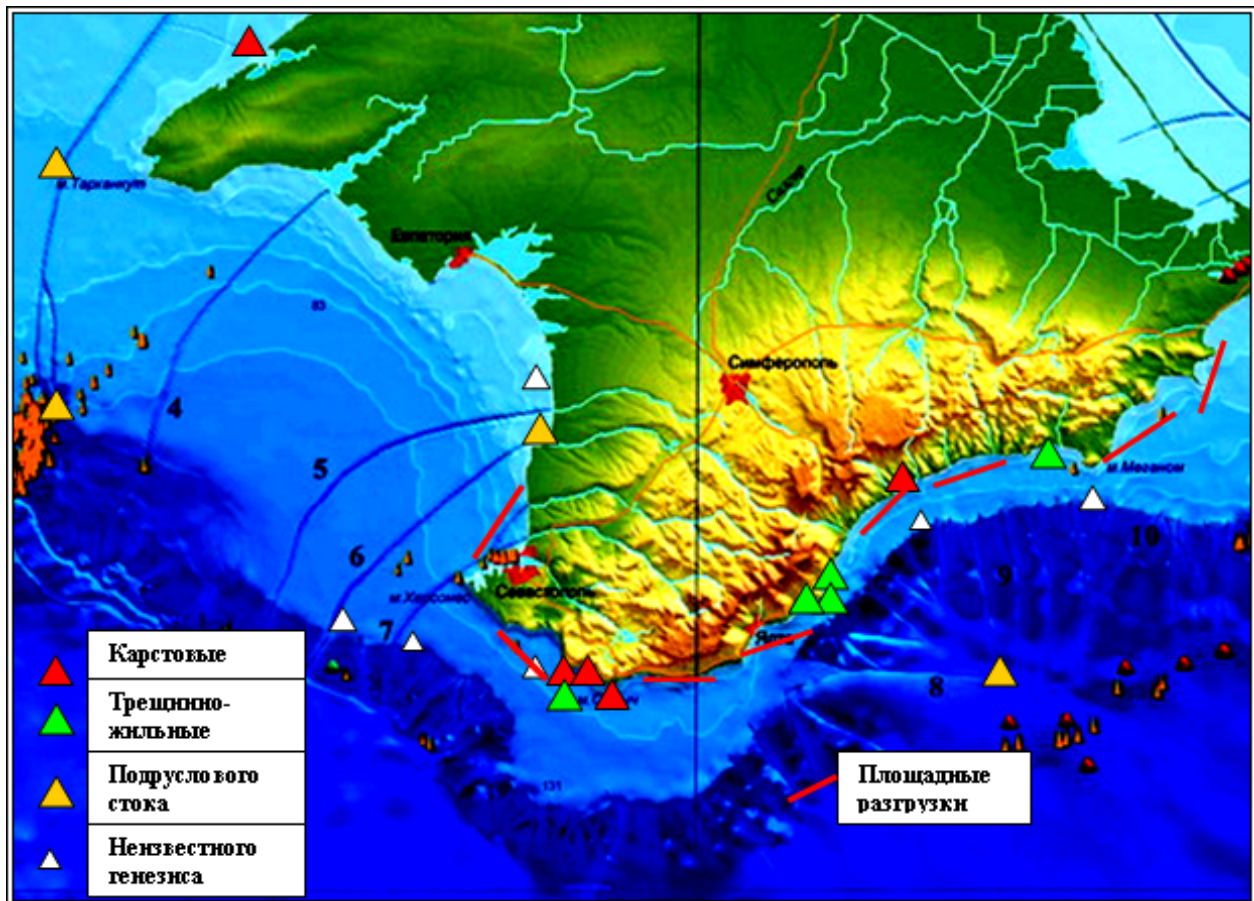 м.Тарханкут
Евпатория
83
Салгир
Симферополь
4
5
6
7
м.Меганом
10
9
м.Херсонес
Севастополь
Ялта
8
131
Карстовые
Трещинно-
жильные
Подруслового
стока
Неизвестного
генезиса
Площадные
разгрузки